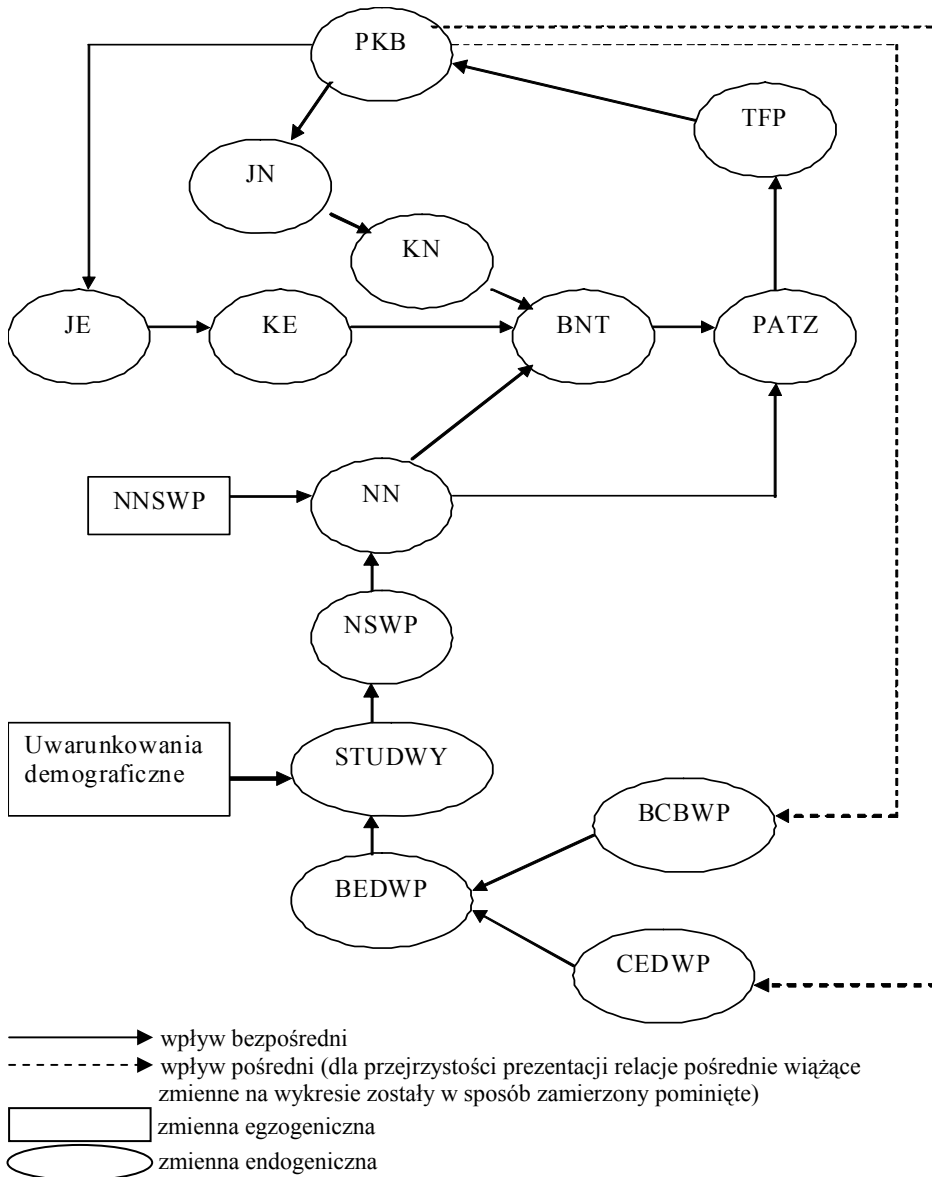 PKB
TFP
JN
KN
JE
KE
BNT
PATZ
NN
NNSWP
NSWP
Uwarunkowania
demograficzne
STUDWY
BCBWP
BEDWP
CEDWP
wpływ bezpośredni
wpływ pośredni (dla przejrzystości prezentacji relacje pośrednie wiążące
zmienne na wykresie zostały w sposób zamierzony pominięte)
zmienna egzogeniczna
zmienna endogeniczna